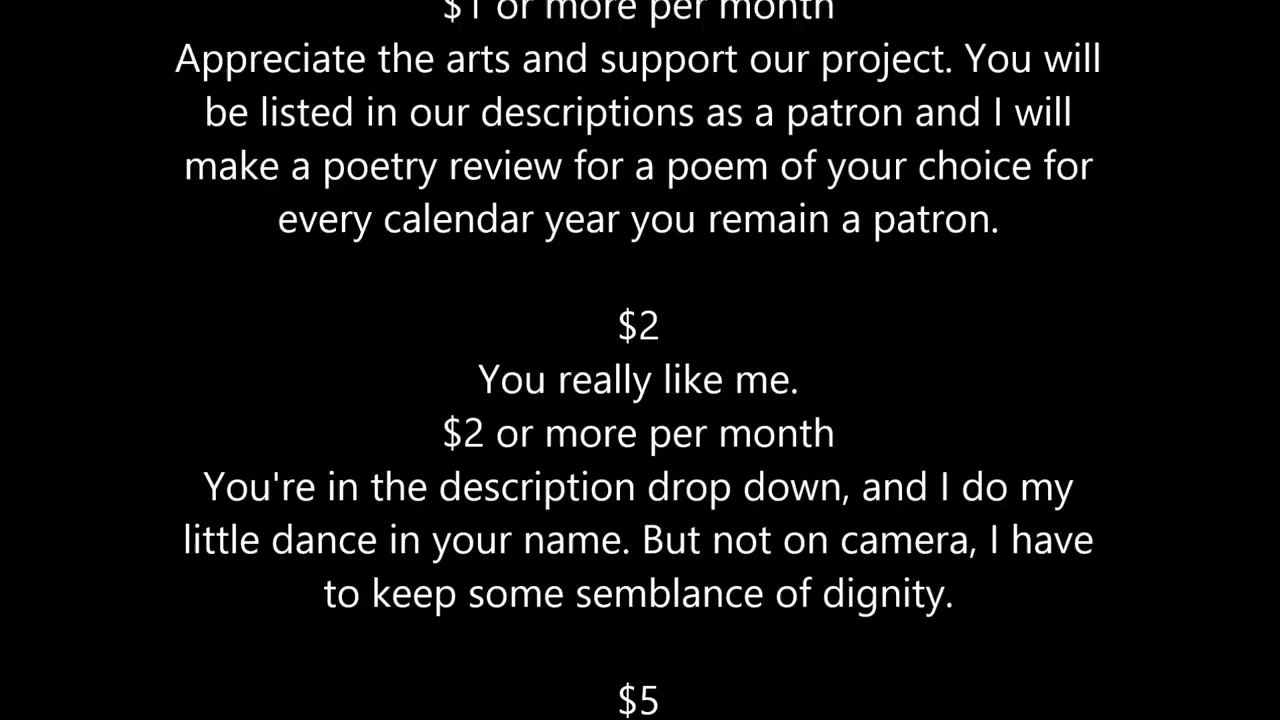 $1 or more per month
Appreciate the arts and support our project. You will
be listed in our descriptions as a patron and I will
make a poetry review for a poem of your choice for
every calendar year you remain a patron.
$2
You really like me.
$2 or more per month
You're in the description drop down, and I do my
little dance in your name. But not on camera, I have
to keep some semblance of dignity.
$5